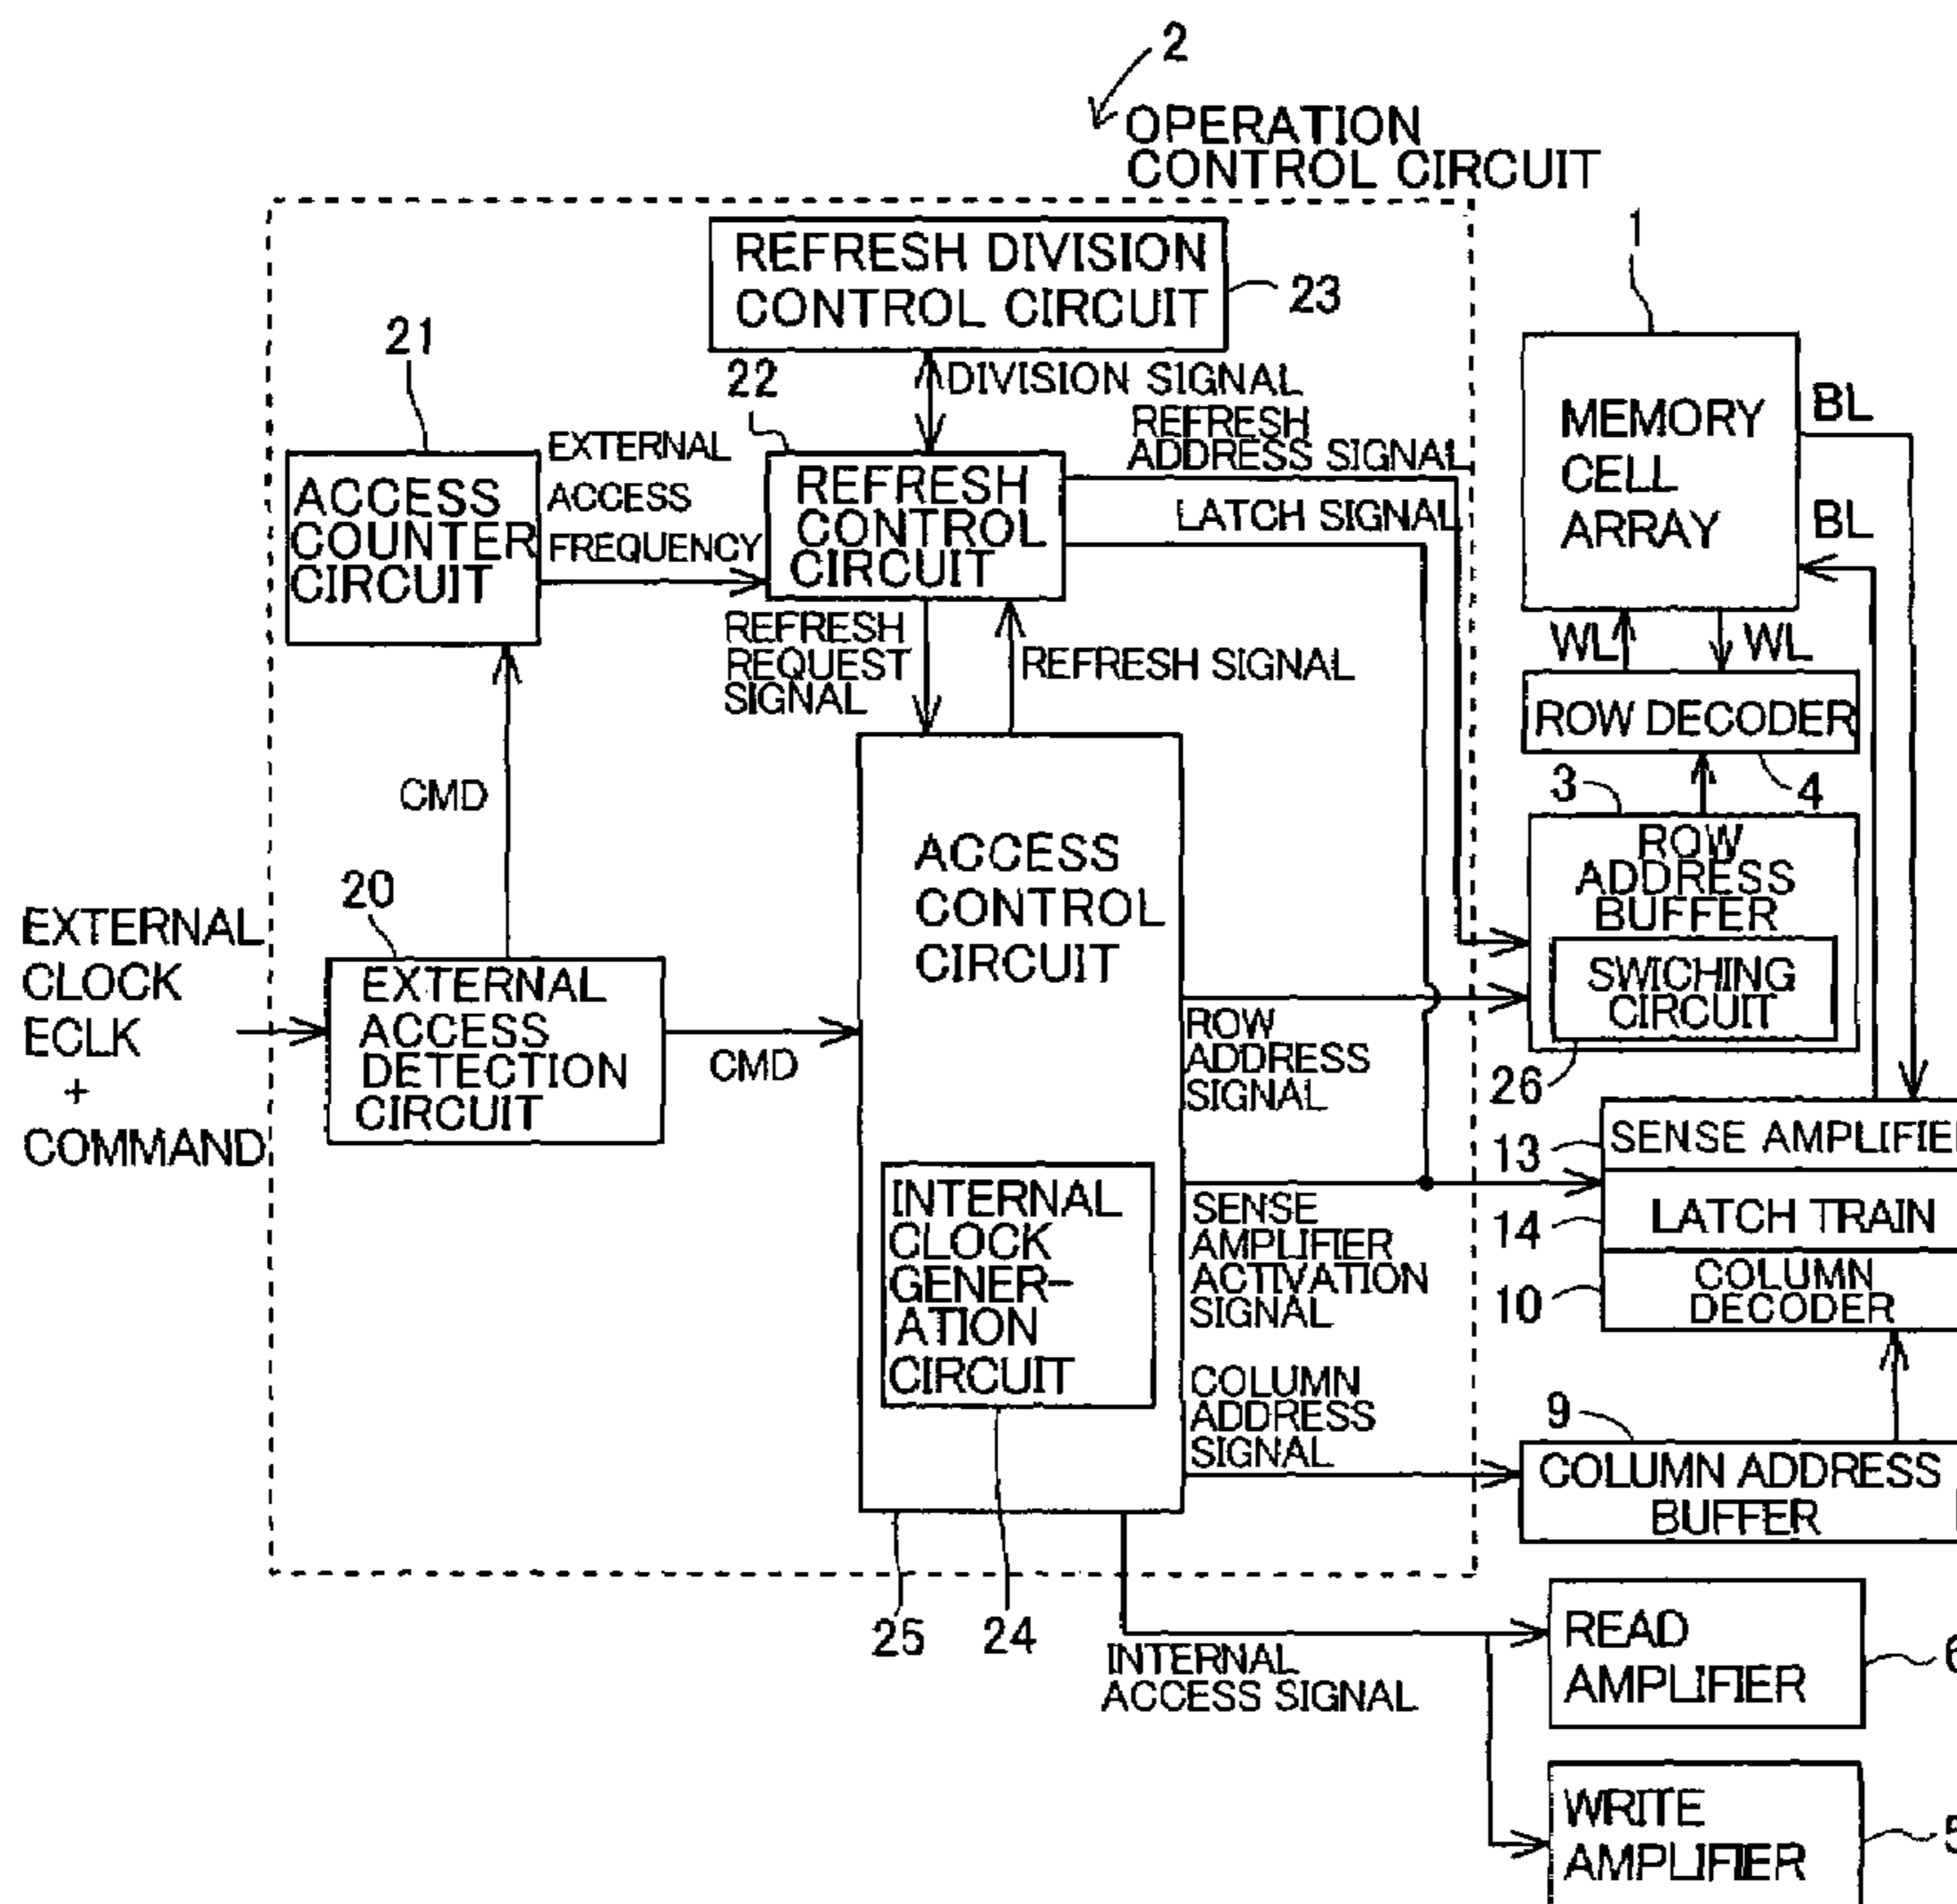 2
OPERATION
CONTROL CIRCUIT
REFRESH DIVISION
CONTROL CIRCUIT
23
1
21
22
DIVISION SIGNAL
REFRESH
ADDRESS SIGNAL
LATCH SIGNAL
EXTERNAL
ACCESS
FREQUENCY
ACCESS
COUNTER
CIRCUIT
REFRESH
CONTROL
CIRCUIT
MEMORY
CELL
ARRAY
BL
BL
REFRESH
REQUEST
SIGNAL
REFRESH SIGNAL
WL
WL
ROW DECODER
3
4
CMD
ACCESS
CONTROL
CIRCUIT
ROW
ADDRESS
BUFFER
SWICHING
CIRCUIT
26
20
EXTERNAL
CLOCK
ECLK
+
COMMAND
EXTERNAL
ACCESS
DETECTION
CIRCUIT
CMD
ROW
ADDRESS
SIGNAL
13
SENSE AMPLIFIE
14
LATCH TRAIN
10
COLUMN
DECODER
INTERNAL
CLOCK
GENER-
ATION
CIRCUIT
SENSE
AMPLIFIER
ACTIVATION
SIGNAL
COLUMN
ADDRESS
SIGNAL
9
COLUMN ADDRESS
BUFFER
25
24
INTERNAL
ACCESS SIGNAL
READ
AMPLIFIER
6
WRITE
AMPLIFIER
5